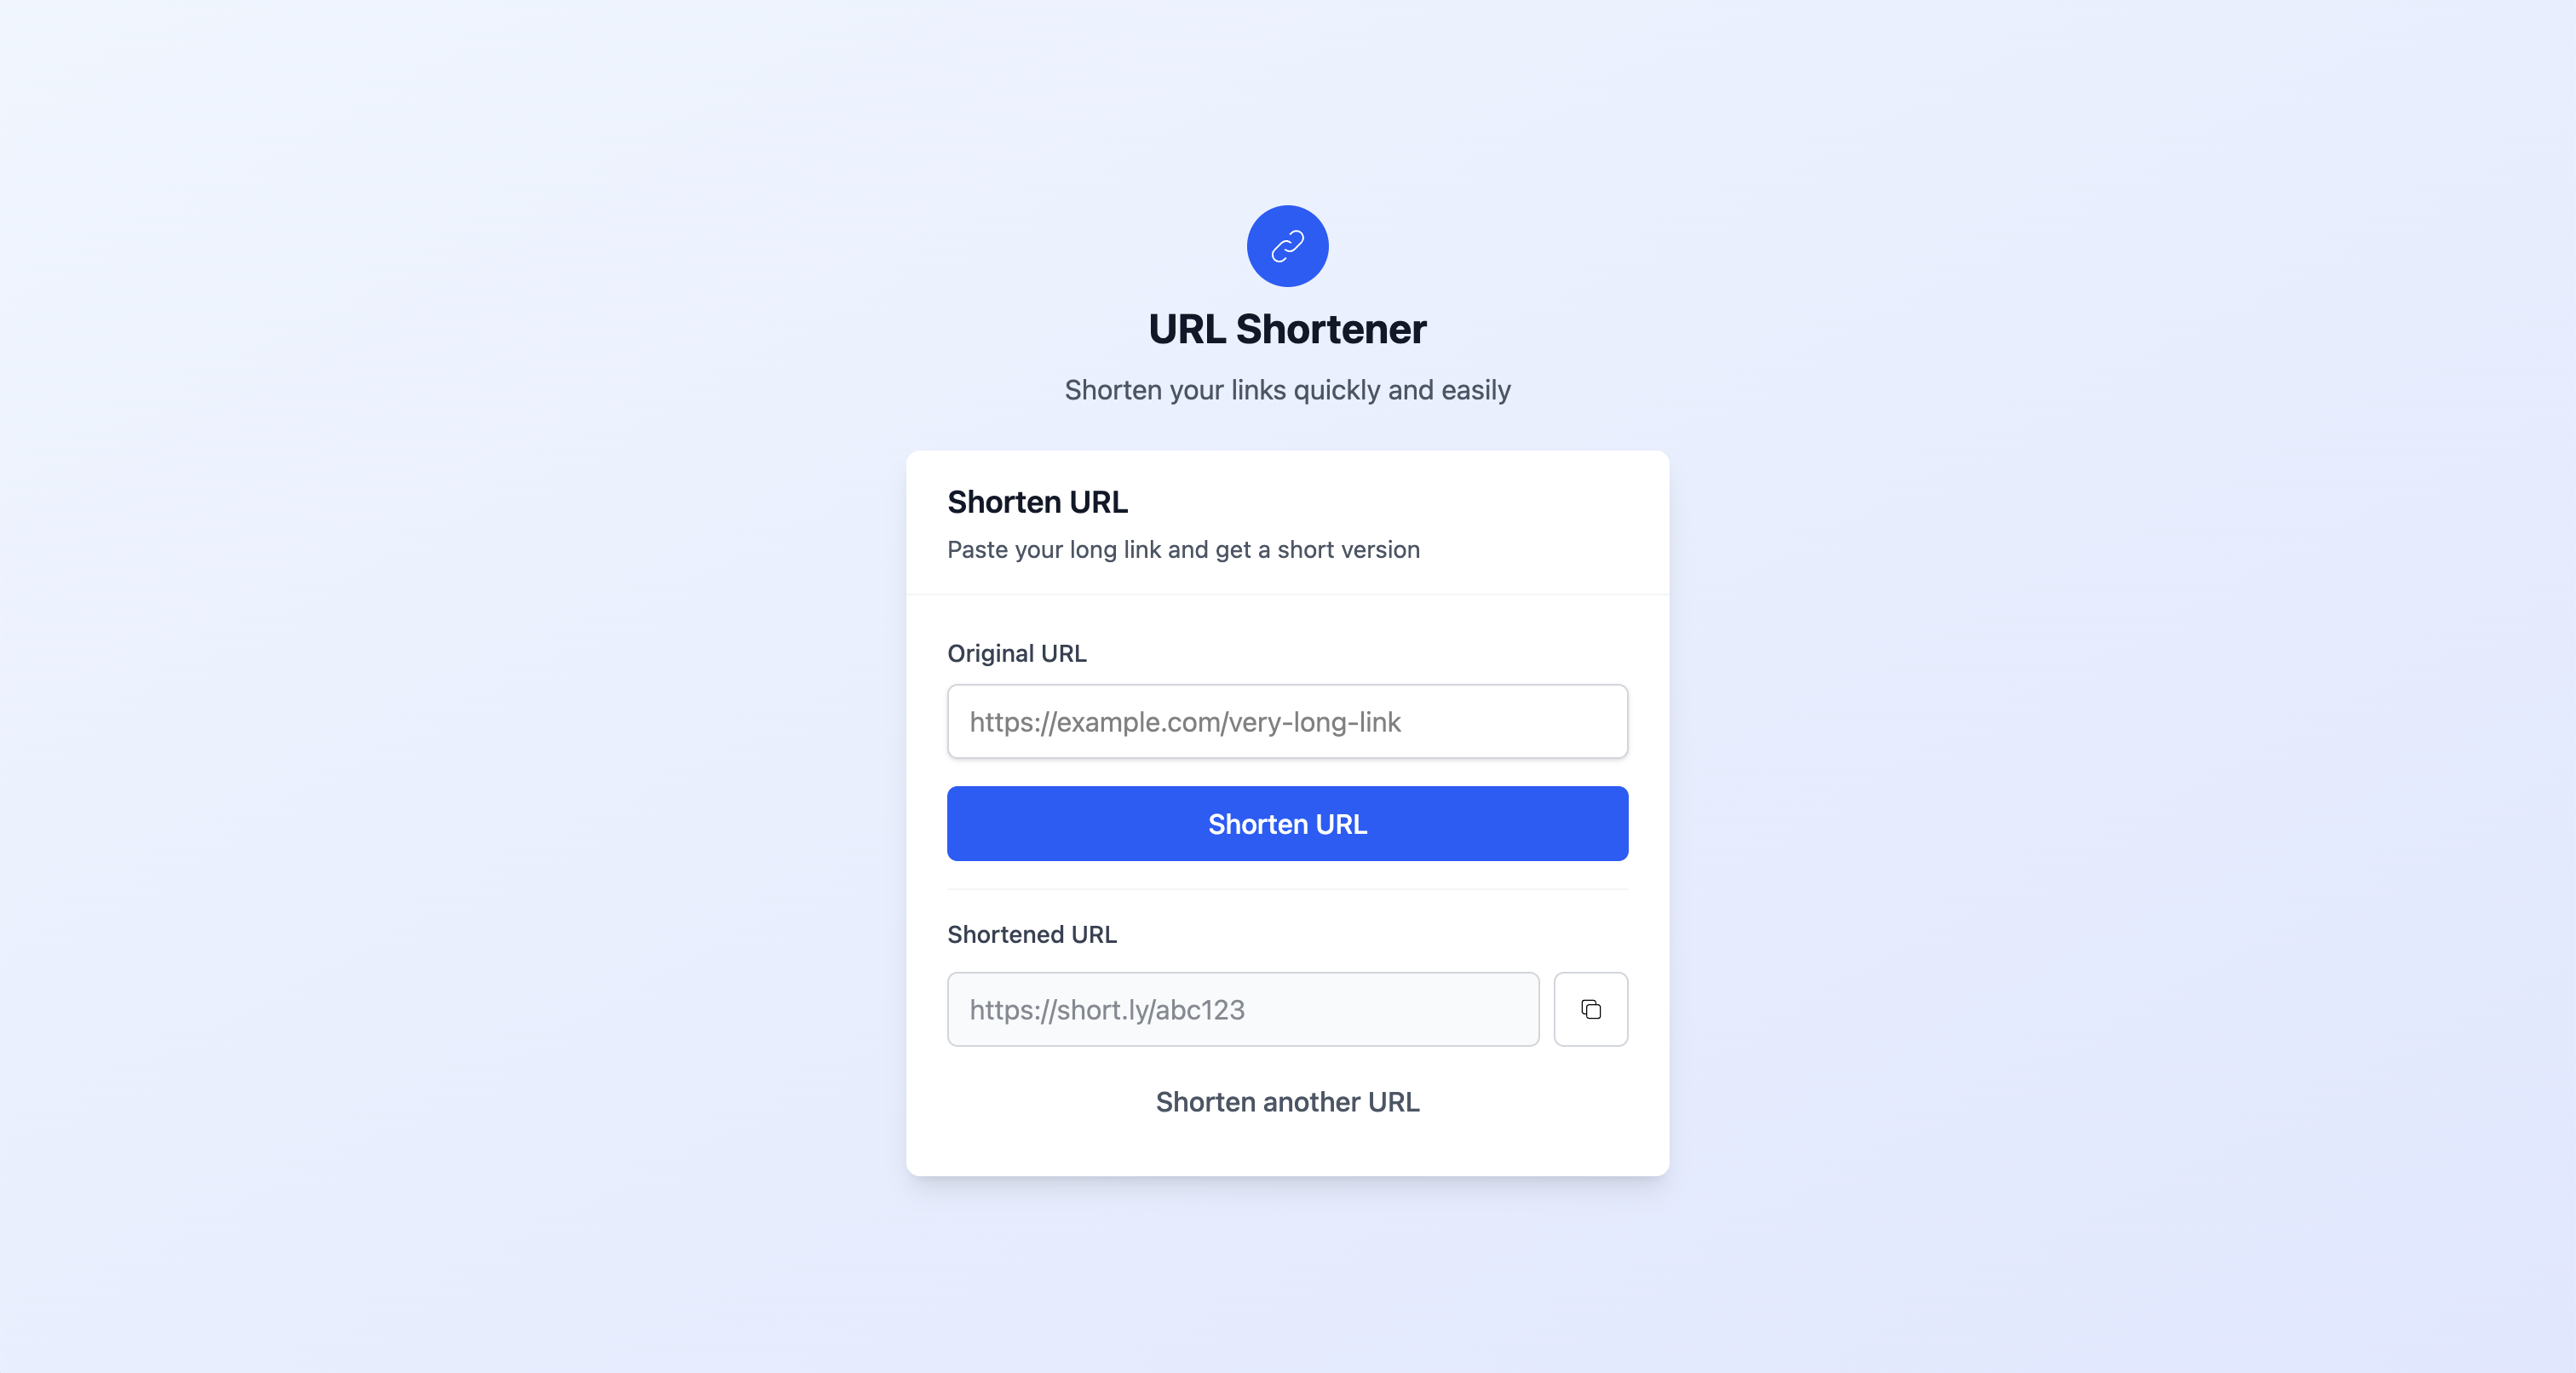 URL Shortener
Shorten your links quickly and easily
Shorten URL
Paste your long link and get a short version
Original URL
https://example.com/very-long-link
Shorten URL
Shortened URL
https://short.ly/abc123
Shorten another URL